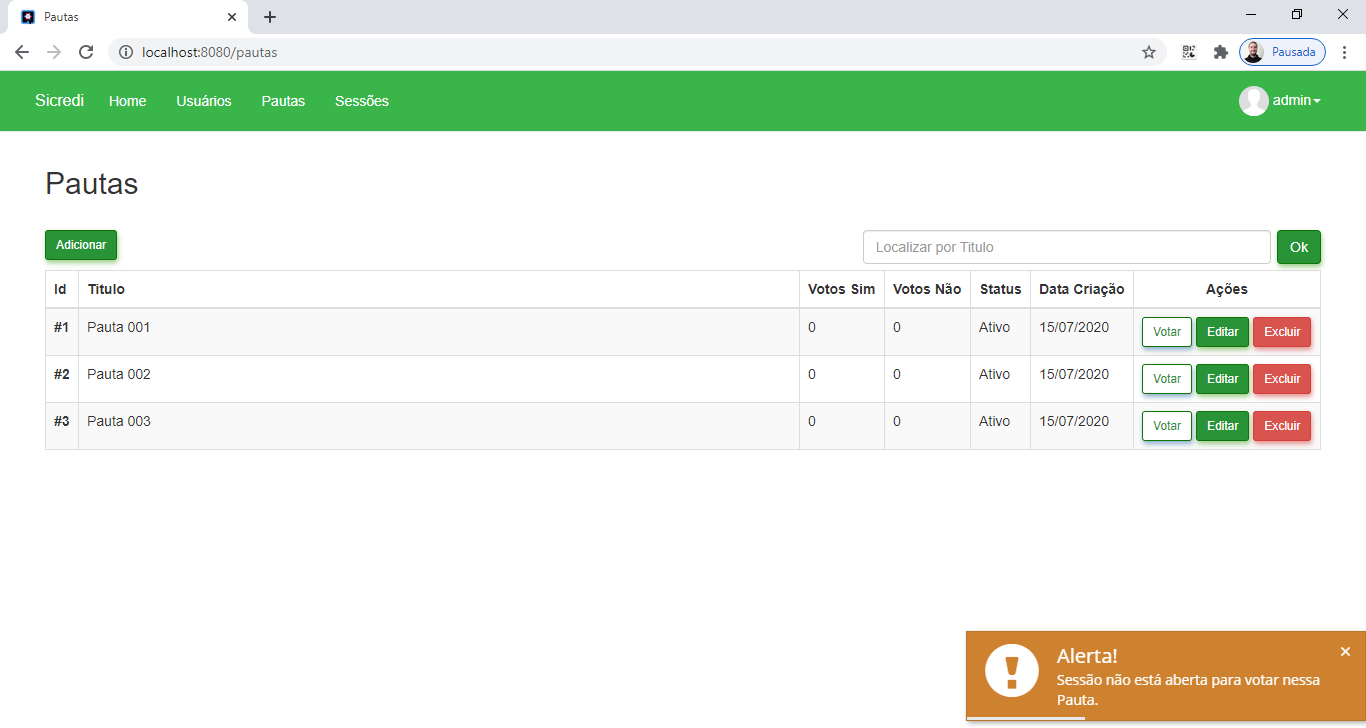 Pautas
localhost:8080/pautas
Pausada
Sicredi Home Usuários Pautas Sessões admin
Pautas
Adicionar
Localizar por Titulo Ok
Id Titulo Votos Sim Votos Não Status Data Criação Ações
#1 Pauta 001 0 0 Ativo 15/07/2020 Votar Editar Excluir
#2 Pauta 002 0 0 Ativo 15/07/2020 Votar Editar Excluir
#3 Pauta 003 0 0 Ativo 15/07/2020 Votar Editar Excluir
Alerta!
Sessão não está aberta para votar nessa
Pauta.